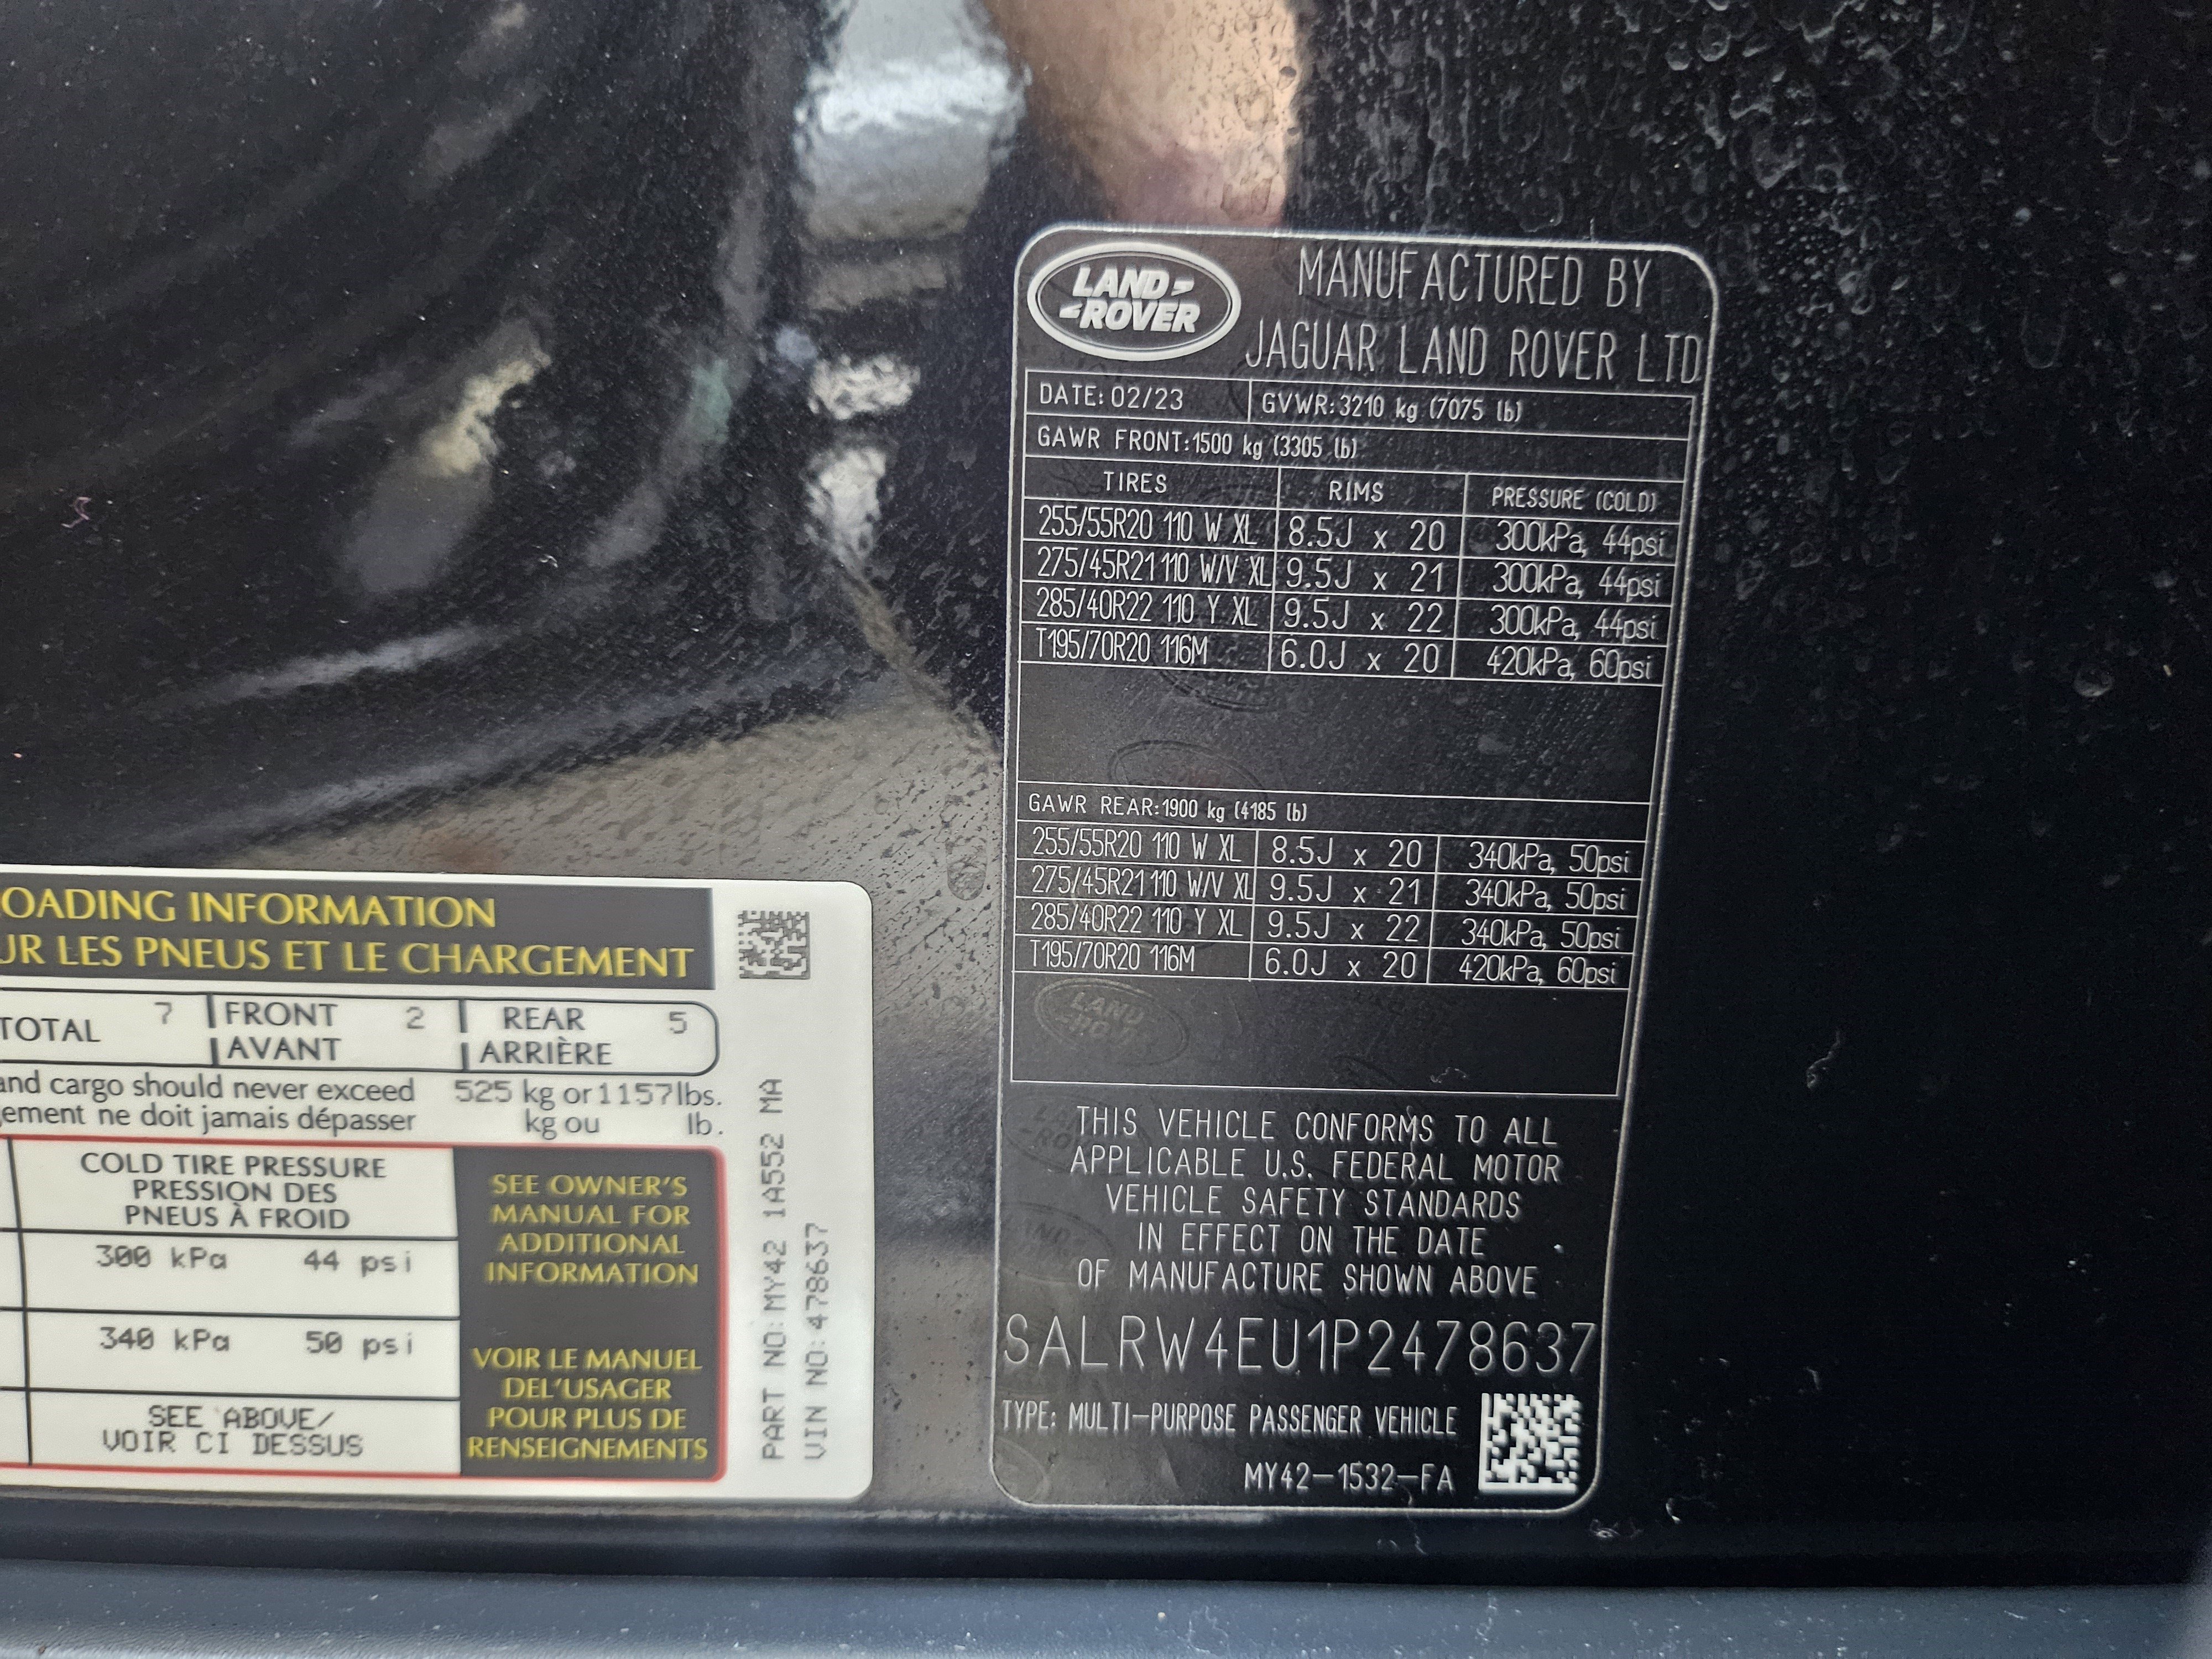 LAND
ROVER
MANUFACTURED BY
JAGUAR LAND ROVER LTD
DATE: 02/23 GVWR:3210 kg (7075 lb)
GAWR FRONT:1500 kg (3305 lb)
TIRES RIMS PRESSURE (COLD)
255/55R20 110 W XL 8.5J x 20 300kPa, 44psi
275/45R21 110 W/V XL 9.5J x 21 300kPa, 44psi
285/40R22 110 Y XL 9.5J x 22 300kPa, 44psi
T195/70R20 116M 6.0J x 20 420kPa, 60psi
GAWR REAR:1900 kg (4185 lb)
255/55R20 110 W XL 8.5J x 20 340kPa, 50psi
275/45R21 110 W/V XL 9.5J x 21 340kPa, 50psi
285/40R22 110 Y XL 9.5J x 22 340kPa, 50psi
T195/70R20 116M 6.0J x 20 420kPa, 60psi
THIS VEHICLE CONFORMS TO ALL
APPLICABLE U.S. FEDERAL MOTOR
VEHICLE SAFETY STANDARDS
IN EFFECT ON THE DATE
OF MANUFACTURE SHOWN ABOVE
SALRW4EU1P2478637
TYPE: MULTI-PURPOSE PASSENGER VEHICLE
MY42-1532-FA
OADING INFORMATION
UR LES PNEUS ET LE CHARGEMENT
TOTAL 7 FRONT 2 REAR 5
AVANT ARRIÈRE
and cargo should never exceed 525 kg or 1157 lbs.
gement ne doit jamais dépasser kg ou lb.
COLD TIRE PRESSURE
PRESSION DES
PNEUS À FROID
300 kPa 44 psi
340 kPa 50 psi
SEE ABOVE/
VOIR CI DESSUS
SEE OWNER'S
MANUAL FOR
ADDITIONAL
INFORMATION
VOIR LE MANUEL
DEL'USAGER
POUR PLUS DE
RENSEIGNEMENTS
PART NO:MY42 1A552 MA
VIN NO:478637